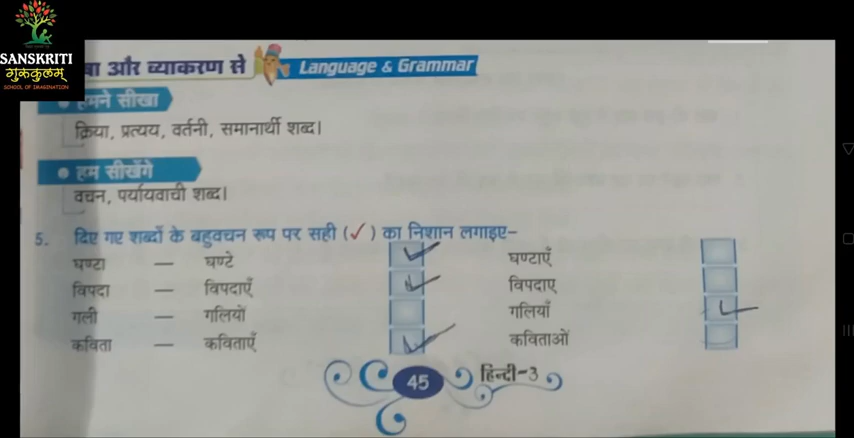 SANSKRITI
गुरुकुलम्
SCHOOL OF IMAGINATION
षा और व्याकरण से Language & Grammar
हमने सीखा
क्रिया, प्रत्यय, वर्तनी, समानार्थी शब्द।
हम सीखेंगे
वचन, पर्यायवाची शब्द।
5. दिए गए शब्दों के बहुवचन रूप पर सही (✓) का निशान लगाइए–
घण्टा — घण्टे ✓ घण्टाएँ
विपदा — विपदाएँ ✓ विपदाए
गली — गलियों गलियाँ ✓
कविता — कविताएँ ✓ कविताओं
45 हिन्दी-3